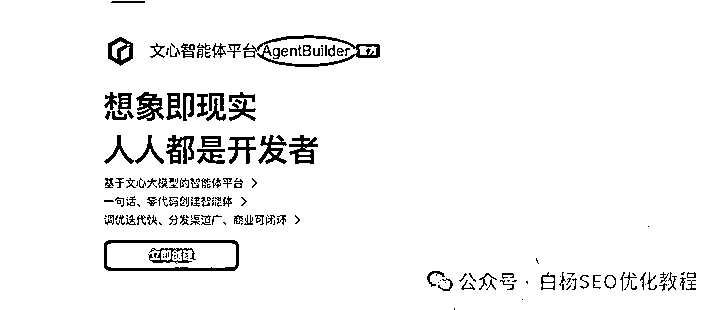 文心智能体平台AgentBuilder 官方
想象即现实
人人都是开发者
基于文心大模型的智能体平台 >
一句话、零代码创建智能体 >
调优迭代快、分发渠道广、商业可闭环 >
立即创建
公众号 · 白杨SEO优化教程